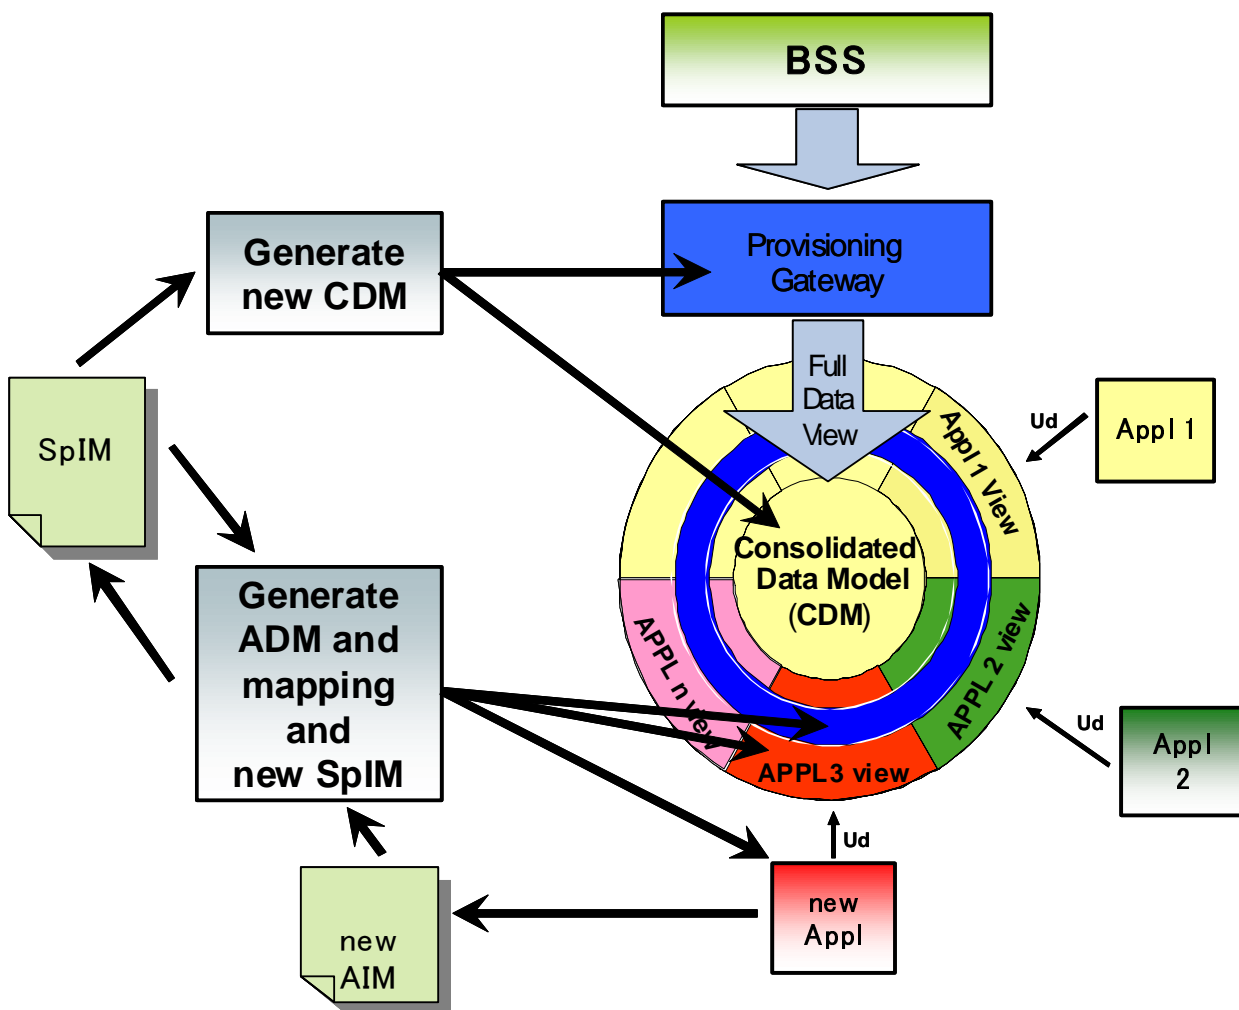 BSS
Provisioning
Gateway
Generate
new CDM
Full
Data
View
SpIM
Ud
Appl 1
Appl 1 View
Consolidated
Data Model
(CDM)
Generate
ADM and
mapping
and
new SpIM
APPL n view
APPL 2 view
APPL3 view
Ud
Appl
2
Ud
new
Appl
new
AIM